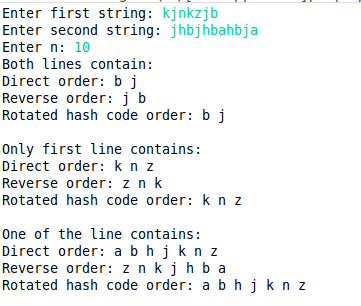 Enter first string: kjnkzjb
Enter second string: jhbjhbahbja
Enter n: 10
Both lines contain:
Direct order: b j
Reverse order: j b
Rotated hash code order: b j

Only first line contains:
Direct order: k n z
Reverse order: z n k
Rotated hash code order: k n z

One of the line contains:
Direct order: a b h j k n z
Reverse order: z n k j h b a
Rotated hash code order: a b h j k n z